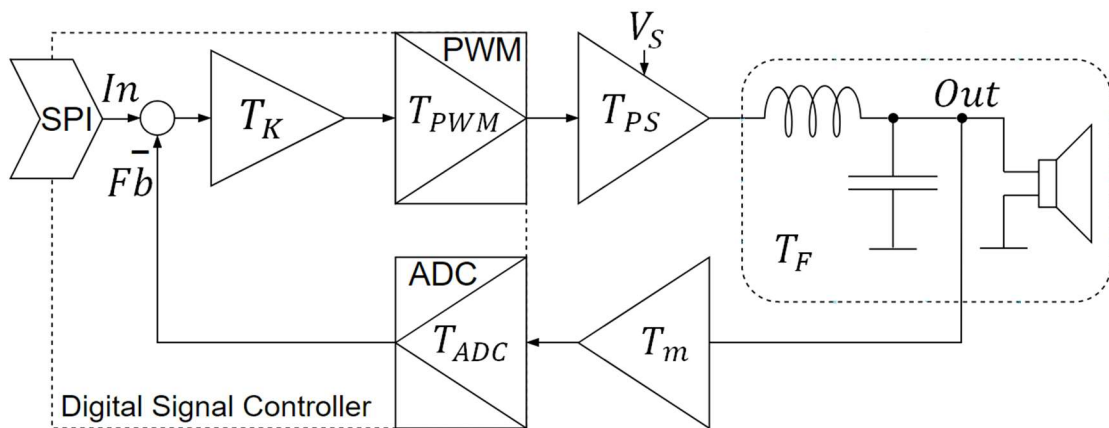 SPI
In
−
Fb
T_K
PWM
T_PWM
T_PS
V_S
Out
T_F
ADC
T_ADC
T_m
Digital Signal Controller